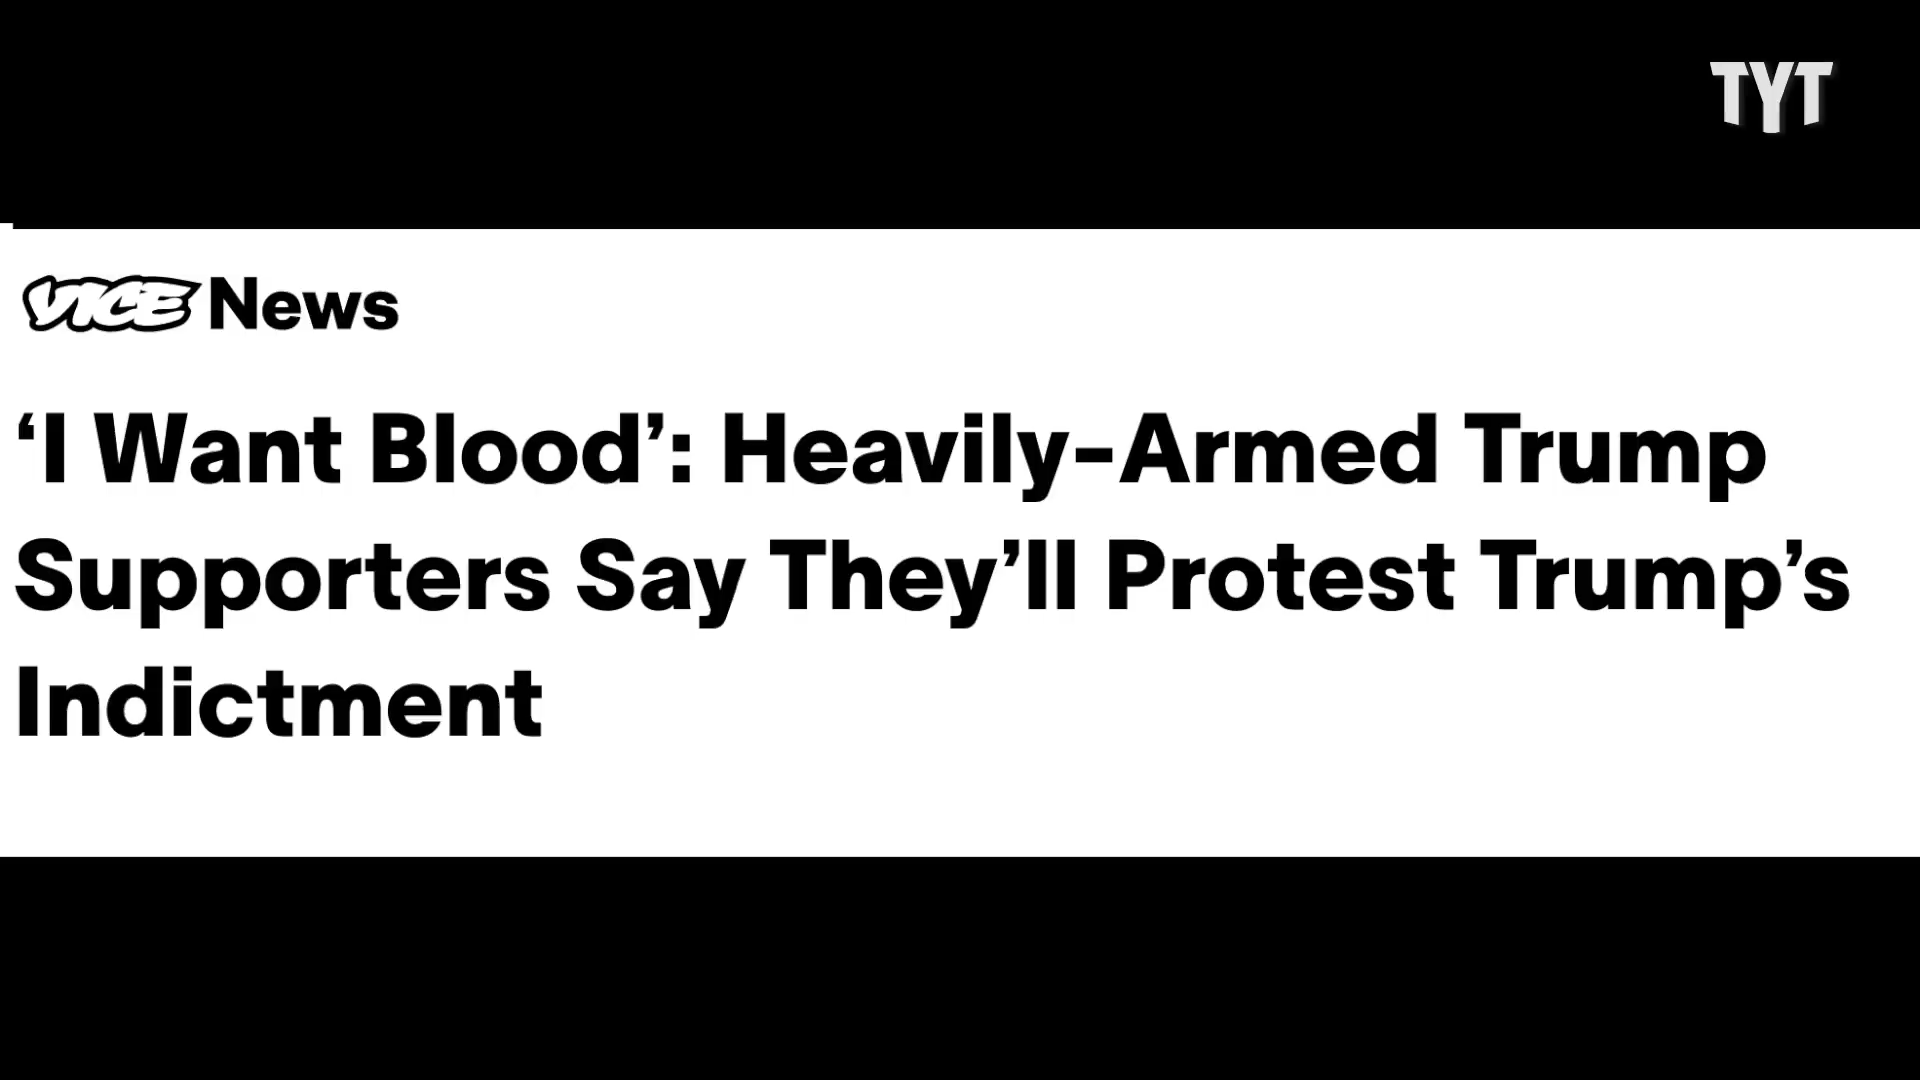 TYT
VICE News
‘I Want Blood’: Heavily-Armed Trump
Supporters Say They’ll Protest Trump’s
Indictment